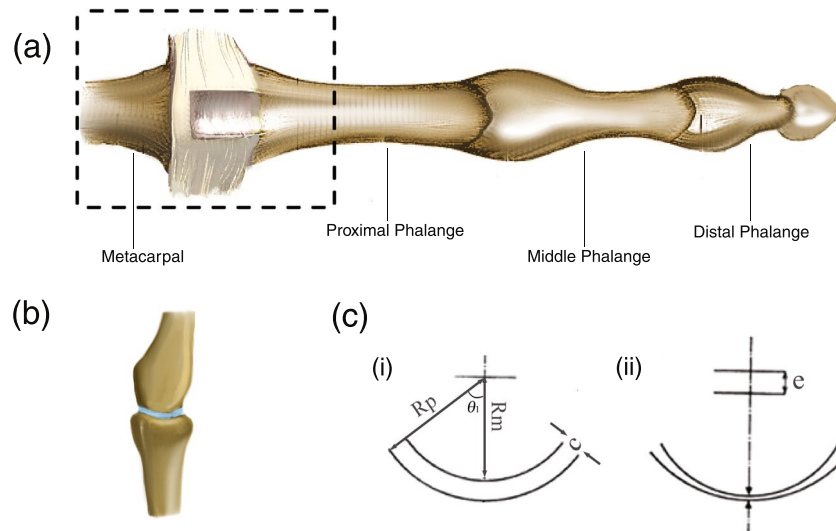 (a)
Metacarpal
Proximal Phalange
Middle Phalange
Distal Phalange
(b)
(c)
(i)
Rp
θ1
Rm
c
(ii)
e